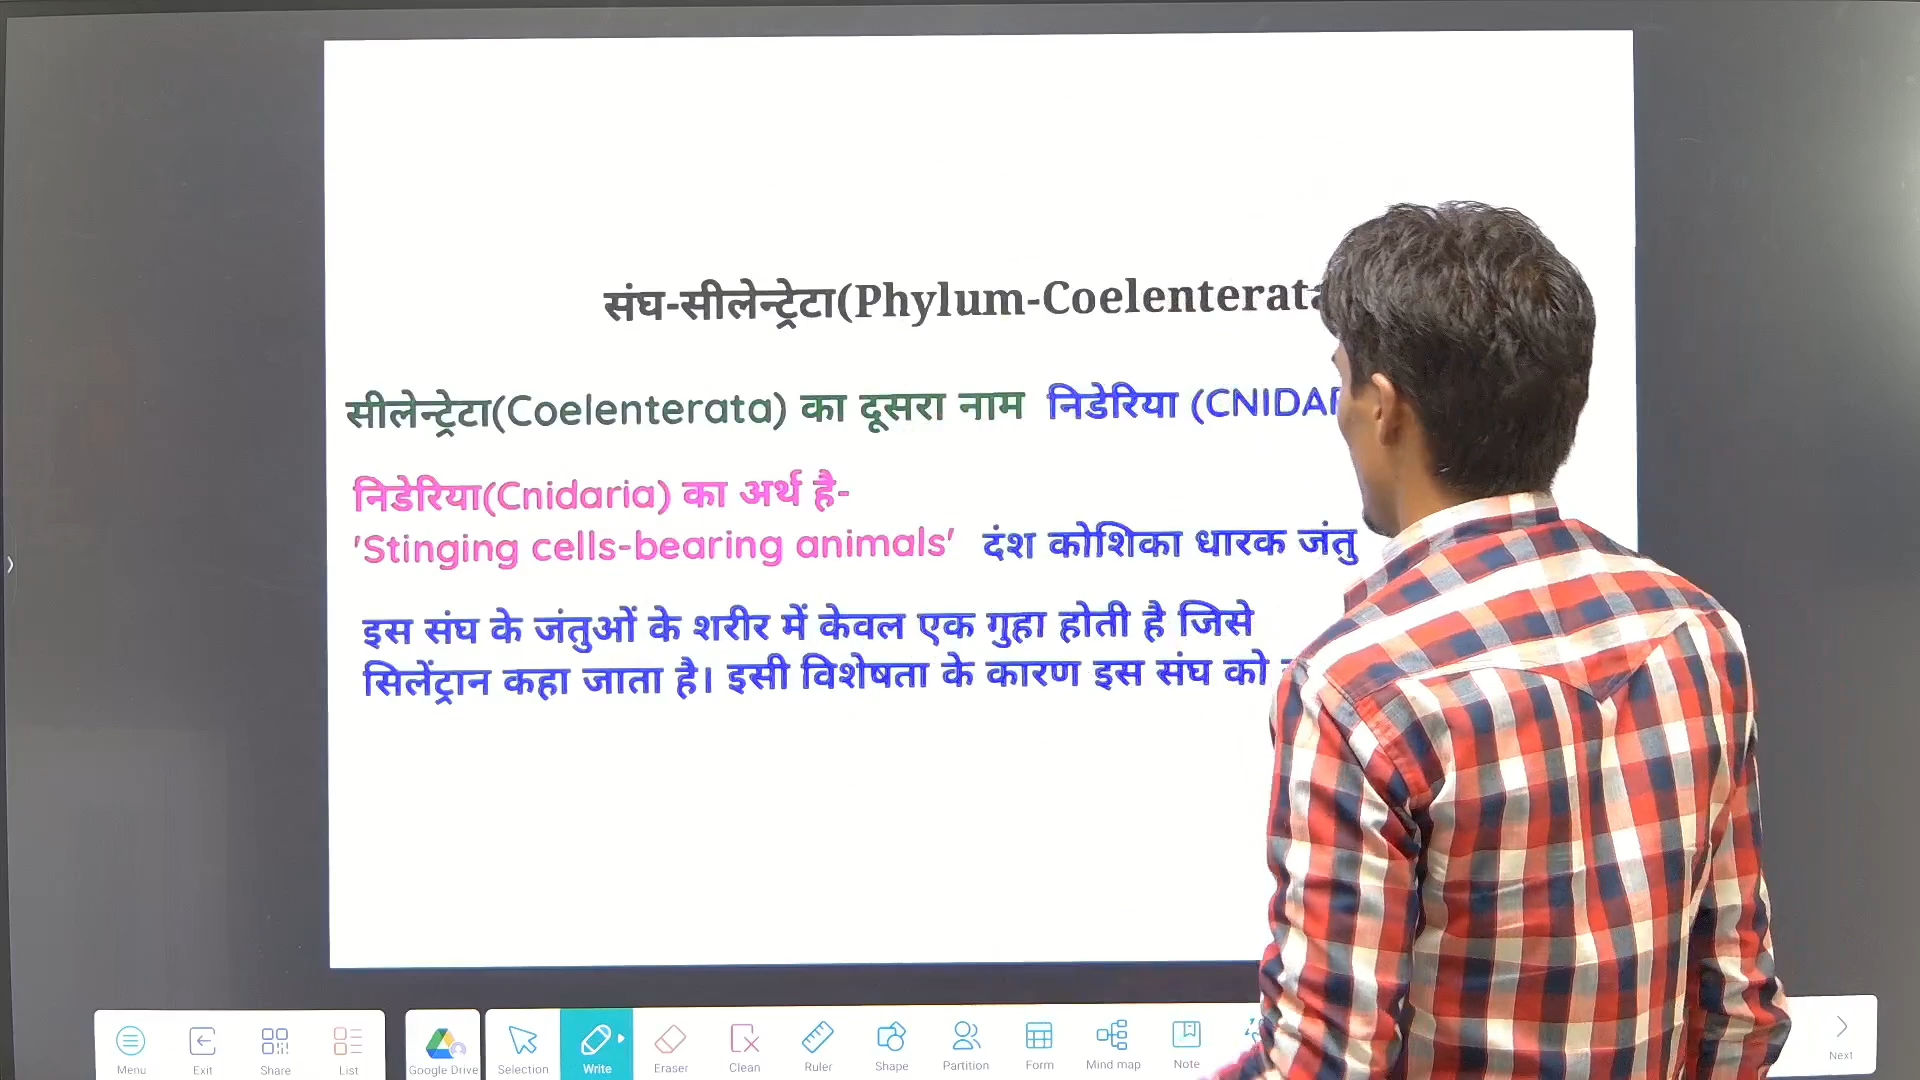 संघ-सीलेन्ट्रेटा(Phylum-Coelenterata
सीलेन्ट्रेटा(Coelenterata) का दूसरा नाम निडेरिया
निडेरिया(Cnidaria) का अर्थ है-
'Stinging cells-bearing animals' दंश कोशिका धारक जंतु
इस संघ के जंतुओं के शरीर में केवल एक गुहा होती है जिसे
सिलेंट्रान कहा जाता है। इसी विशेषता के कारण इस संघ को
Menu Exit Share List Google Drive Selection Write Eraser Clean Ruler Shape Partition Form Mind map Note Next